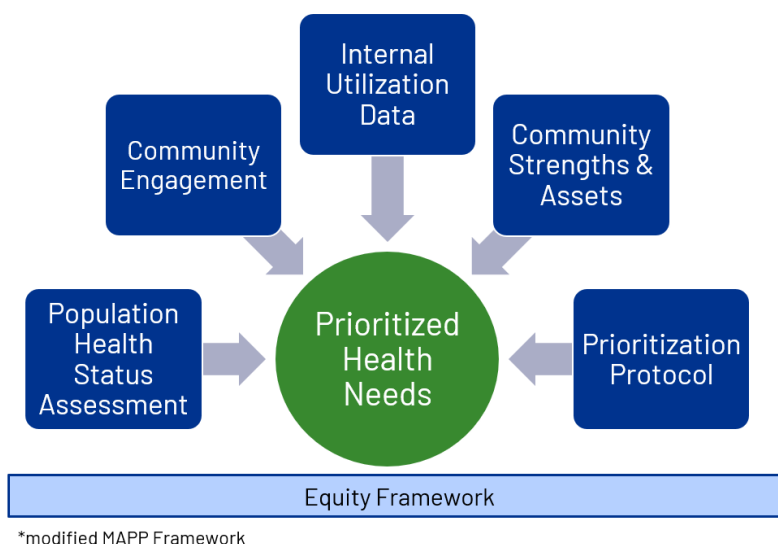 Internal
Utilization
Data
Community
Engagement
Community
Strengths &
Assets
Population
Health
Status
Assessment
Prioritized
Health
Needs
Prioritization
Protocol
Equity Framework
*modified MAPP Framework